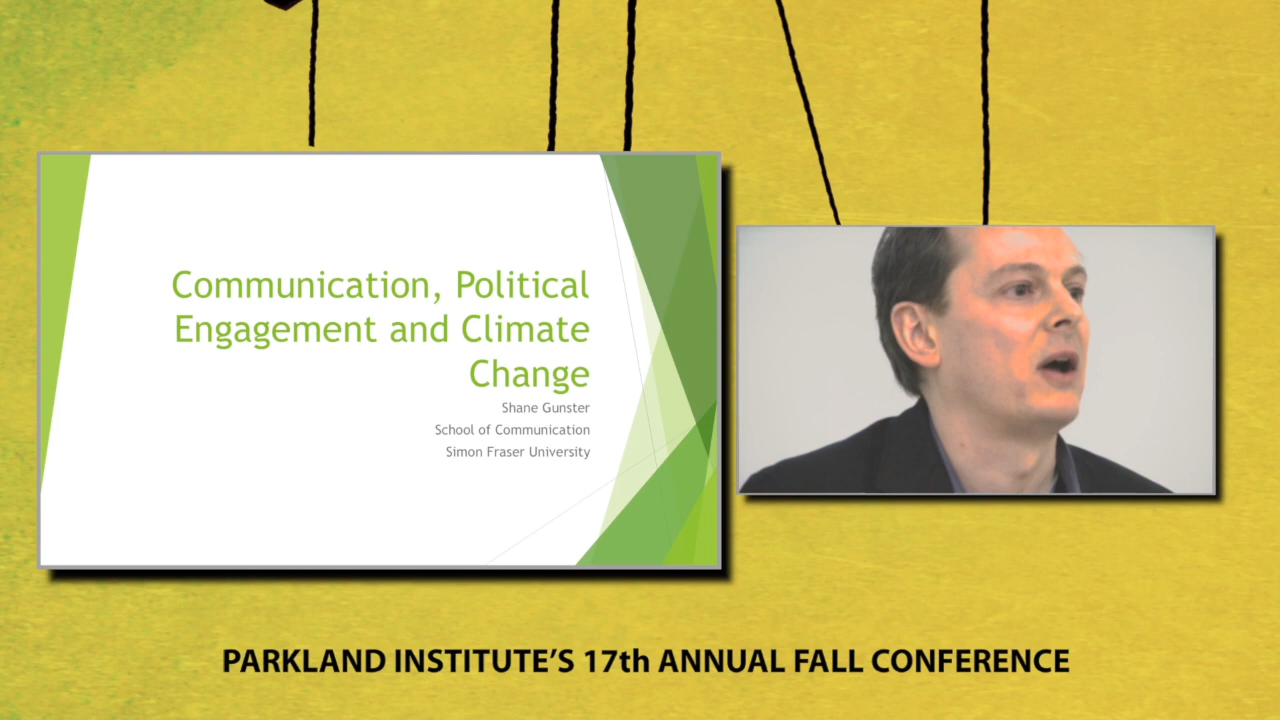 Communication, Political
Engagement and Climate
Change
Shane Gunster
School of Communication
Simon Fraser University
PARKLAND INSTITUTE’S 17th ANNUAL FALL CONFERENCE